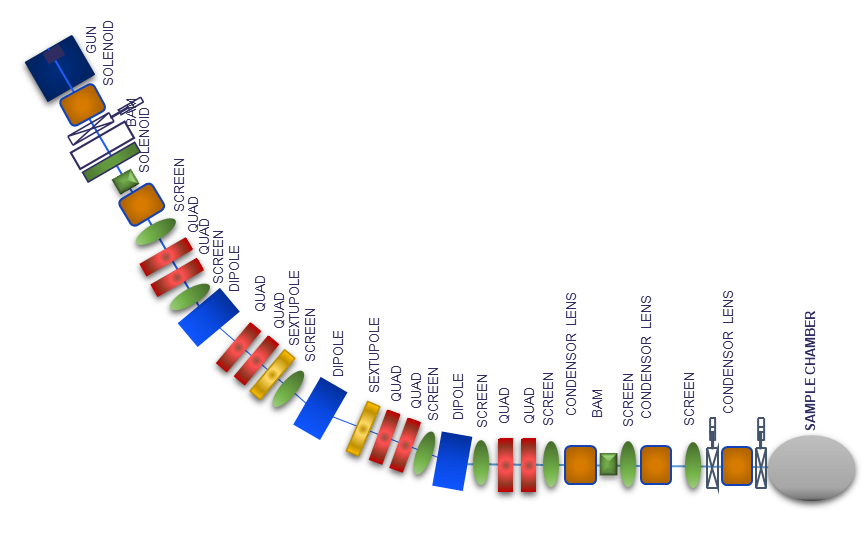 GUN
SOLENOID
BAM
SOLENOID
SCREEN
QUAD
QUAD
SCREEN
DIPOLE
QUAD
QUAD
SEXTUPOLE
SCREEN
DIPOLE
SEXTUPOLE
QUAD
QUAD
SCREEN
DIPOLE
SCREEN
QUAD
QUAD
SCREEN
CONDENSOR LENS
BAM
SCREEN
CONDENSOR LENS
SCREEN
CONDENSOR LENS
SAMPLE CHAMBER